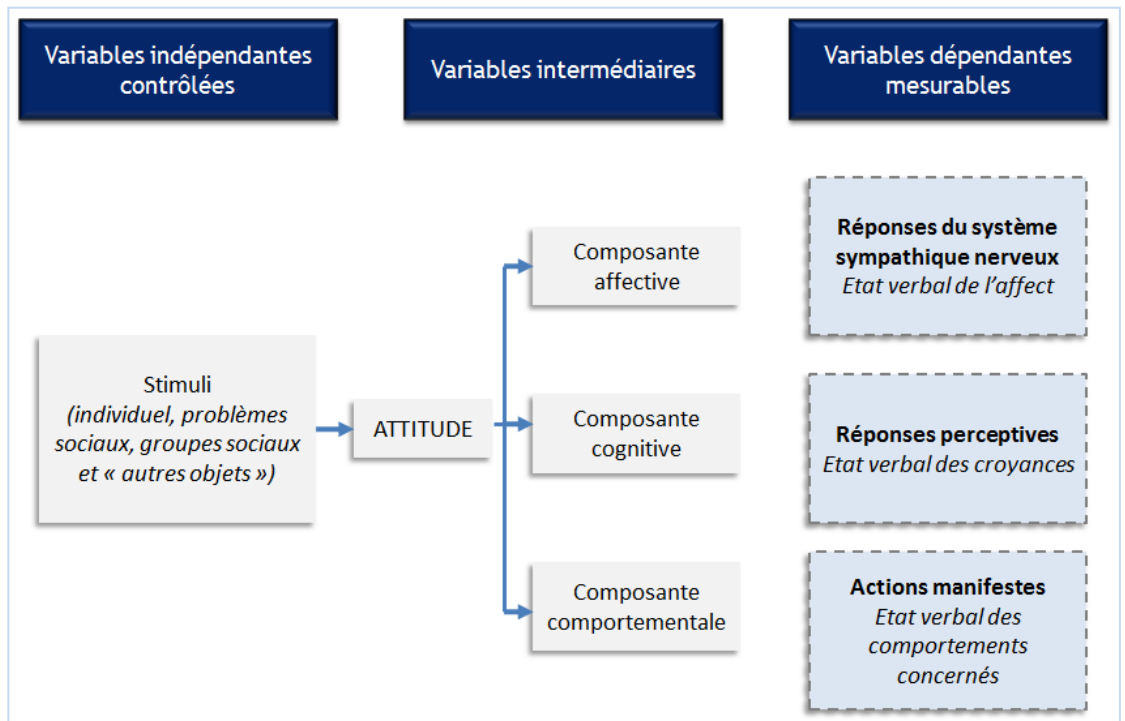 Variables indépendantes
contrôlées
Variables intermédiaires
Variables dépendantes
mesurables
Stimuli
(individuel, problèmes
sociaux, groupes sociaux
et « autres objets »)
ATTITUDE
Composante
affective
Composante
cognitive
Composante
comportementale
Réponses du système
sympathique nerveux
Etat verbal de l'affect
Réponses perceptives
Etat verbal des croyances
Actions manifestes
Etat verbal des
comportements
concernés